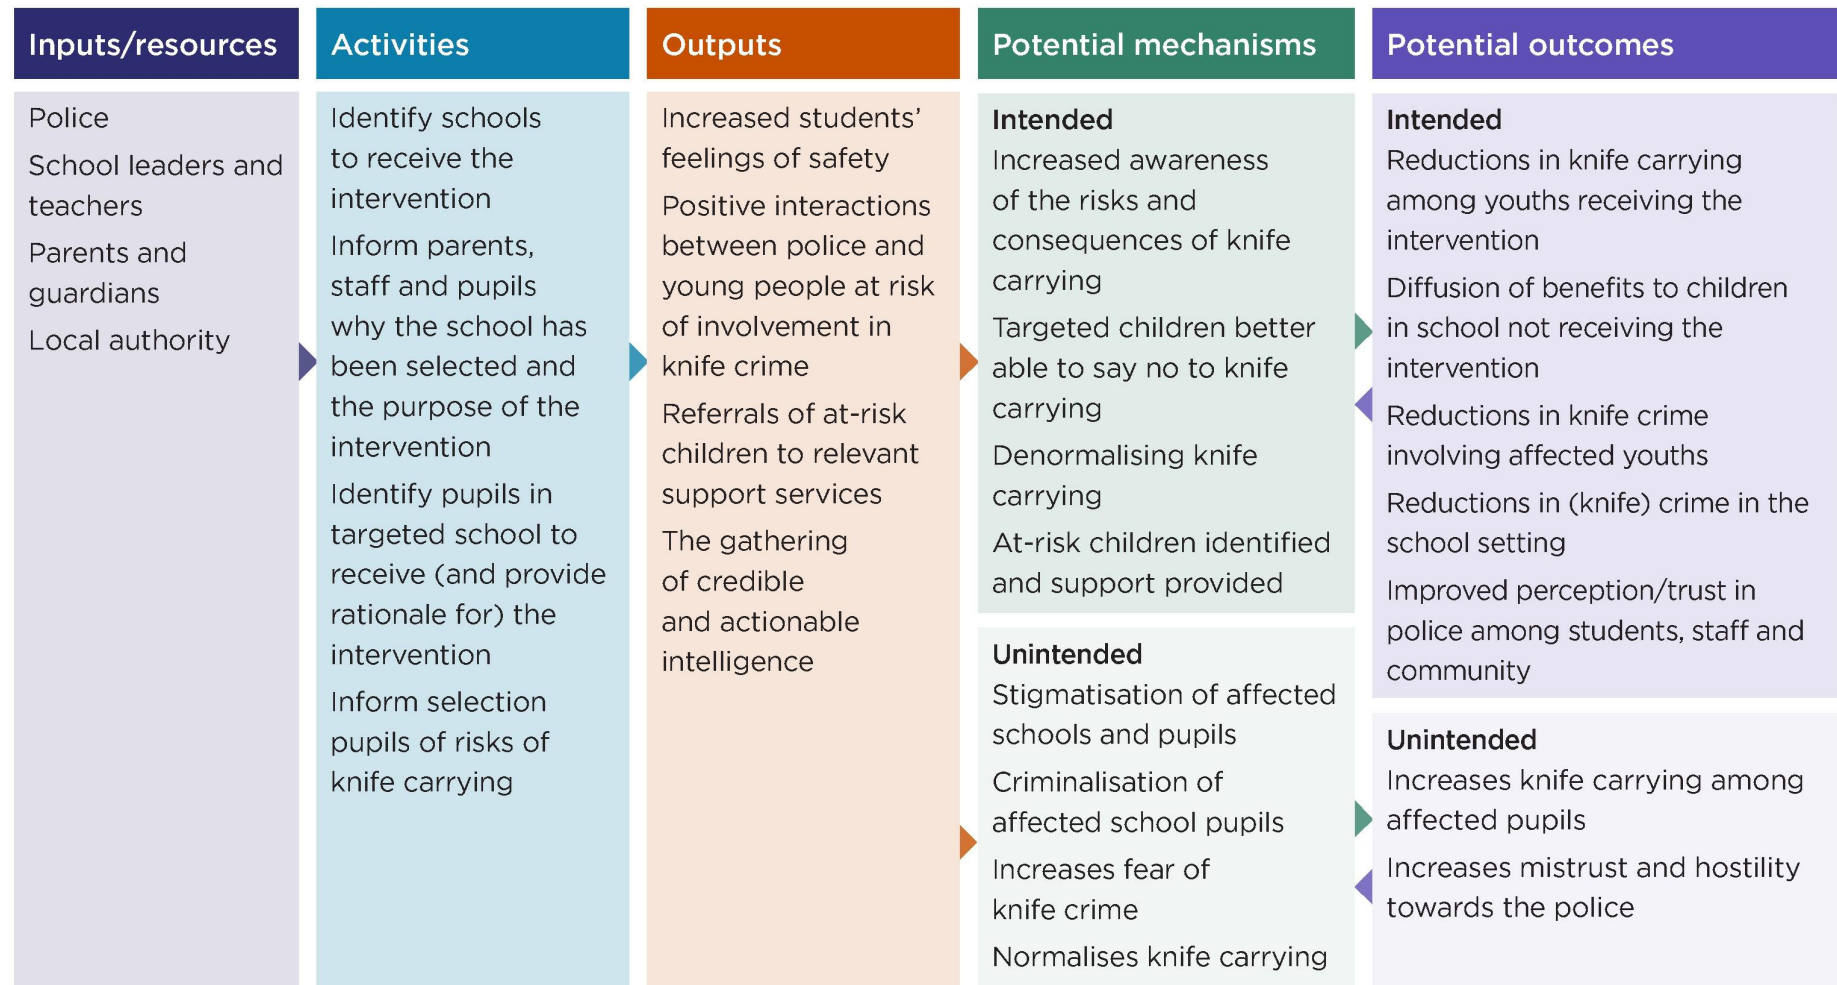 Inputs/resources
Police
School leaders and
teachers
Parents and
guardians
Local authority
Activities
Identify schools
to receive the
intervention
Inform parents,
staff and pupils
why the school has
been selected and
the purpose of the
intervention
Identify pupils in
targeted school to
receive (and provide
rationale for) the
intervention
Inform selection
pupils of risks of
knife carrying
Outputs
Increased students’
feelings of safety
Positive interactions
between police and
young people at risk
of involvement in
knife crime
Referrals of at-risk
children to relevant
support services
The gathering
of credible
and actionable
intelligence
Potential mechanisms
Intended
Increased awareness
of the risks and
consequences of knife
carrying
Targeted children better
able to say no to knife
carrying
Denormalising knife
carrying
At-risk children identified
and support provided
Unintended
Stigmatisation of affected
schools and pupils
Criminalisation of
affected school pupils
Increases fear of
knife crime
Normalises knife carrying
Potential outcomes
Intended
Reductions in knife carrying
among youths receiving the
intervention
Diffusion of benefits to children
in school not receiving the
intervention
Reductions in knife crime
involving affected youths
Reductions in (knife) crime in the
school setting
Improved perception/trust in
police among students, staff and
community
Unintended
Increases knife carrying among
affected pupils
Increases mistrust and hostility
towards the police